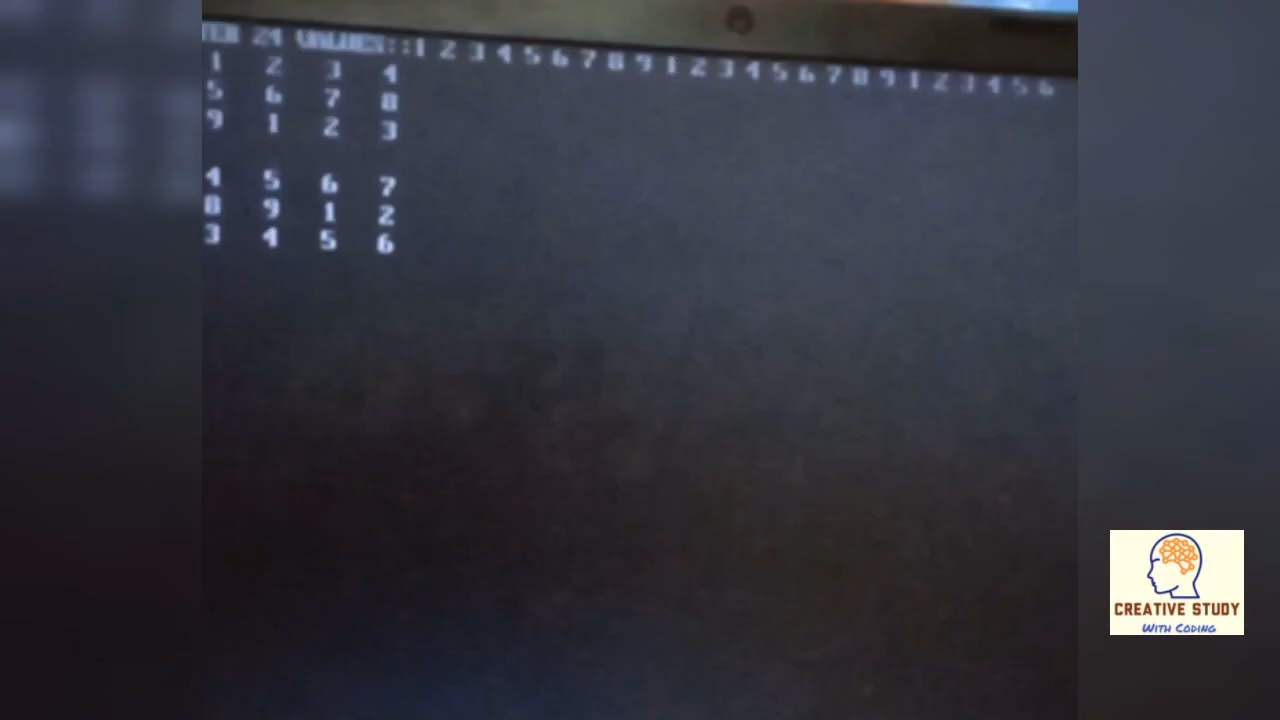 24 VALUES::1 2 3 4 5 6 7 8 9 1 2 3 4 5 6 7 8 9 1 2 3 4 5 6
1 2 3 4
5 6 7 8
9 1 2 3
4 5 6 7
8 9 1 2
3 4 5 6
CREATIVE STUDY
WITH CODING